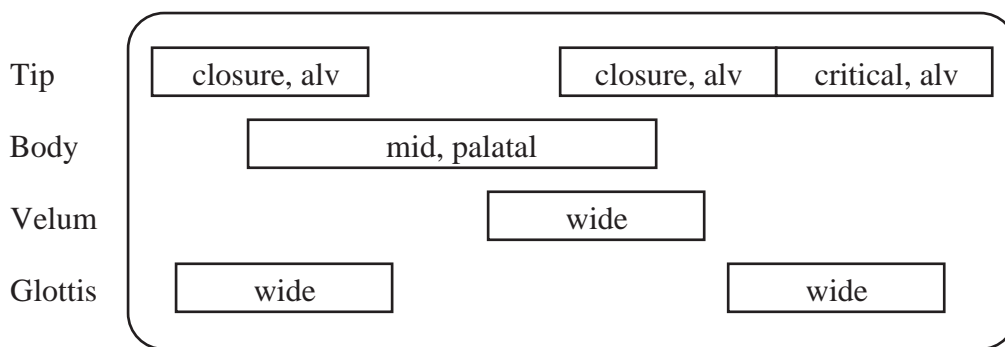 Tip closure, alv closure, alv critical, alv
Body mid, palatal
Velum wide
Glottis wide wide